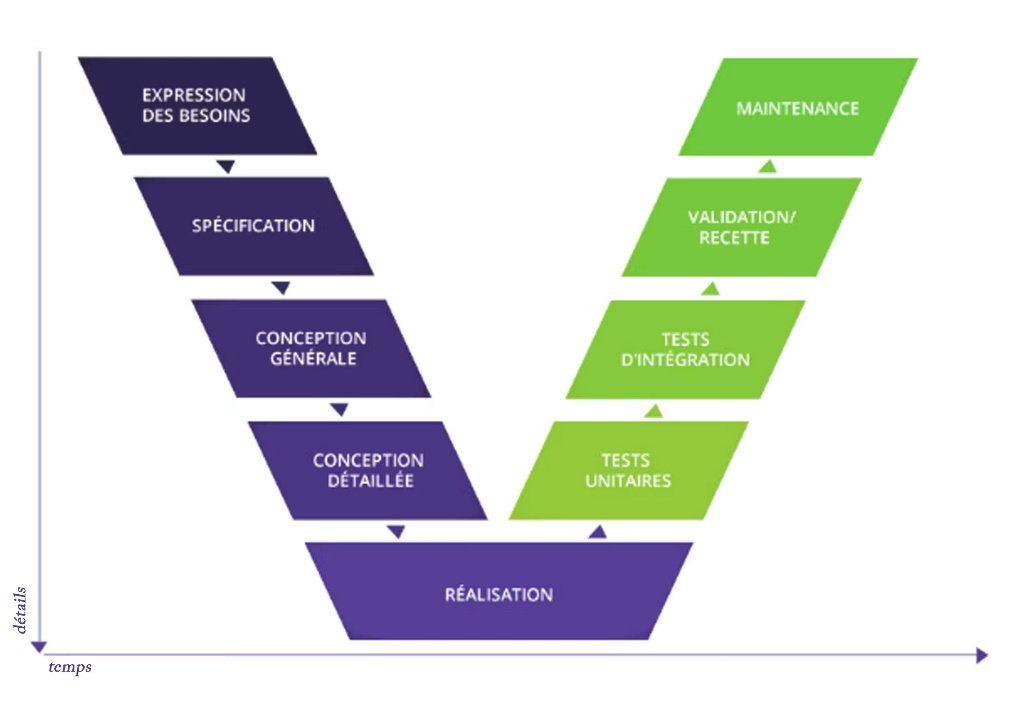 EXPRESSION
DES BESOINS
SPÉCIFICATION
CONCEPTION
GÉNÉRALE
CONCEPTION
DÉTAILLÉE
RÉALISATION
TESTS
UNITAIRES
TESTS
D'INTÉGRATION
VALIDATION/
RECETTE
MAINTENANCE
détails
temps